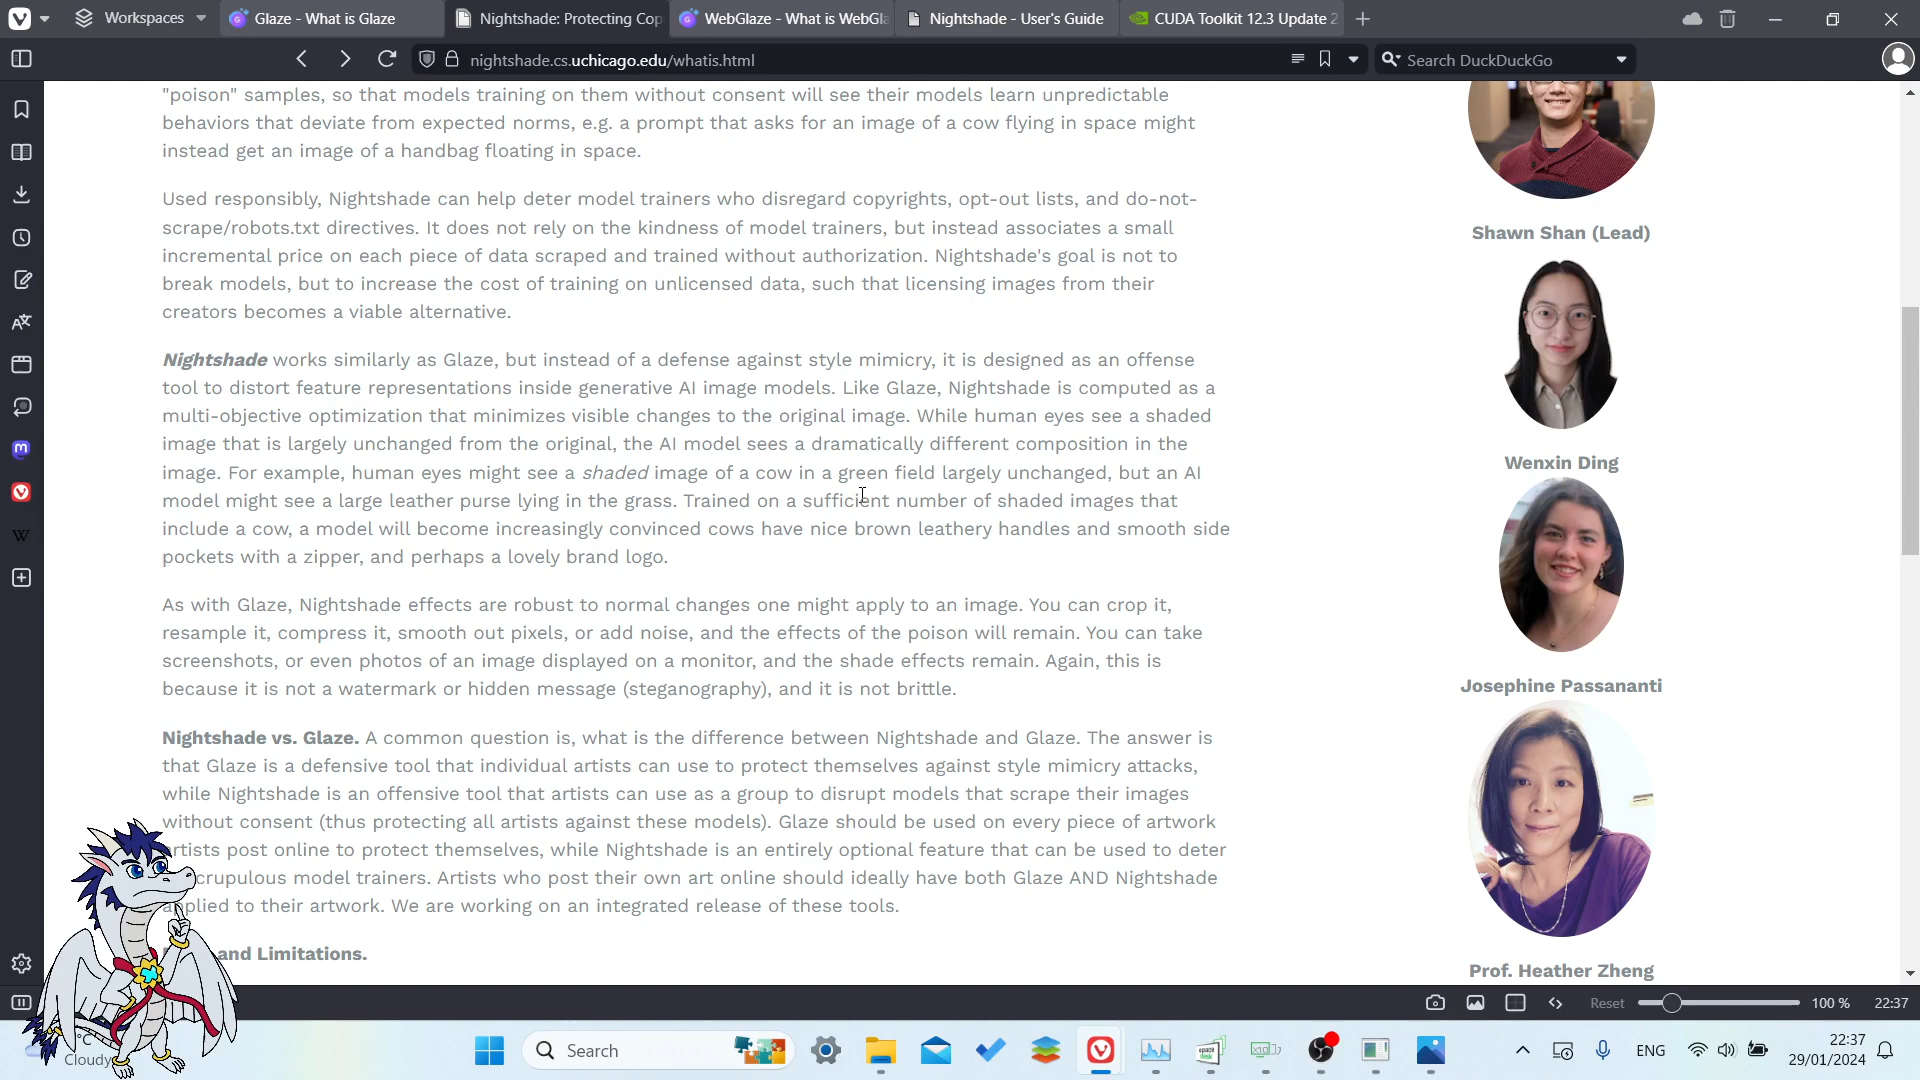 Workspaces
Glaze - What is Glaze
Nightshade: Protecting Cop
WebGlaze - What is WebGla
Nightshade - User's Guide
CUDA Toolkit 12.3 Update 2
nightshade.cs.uchicago.edu/whatis.html
Search DuckDuckGo
"poison" samples, so that models training on them without consent will see their models learn unpredictable
behaviors that deviate from expected norms, e.g. a prompt that asks for an image of a cow flying in space might
instead get an image of a handbag floating in space.
Used responsibly, Nightshade can help deter model trainers who disregard copyrights, opt-out lists, and do-not-
scrape/robots.txt directives. It does not rely on the kindness of model trainers, but instead associates a small
incremental price on each piece of data scraped and trained without authorization. Nightshade's goal is not to
break models, but to increase the cost of training on unlicensed data, such that licensing images from their
creators becomes a viable alternative.
Nightshade works similarly as Glaze, but instead of a defense against style mimicry, it is designed as an offense
tool to distort feature representations inside generative AI image models. Like Glaze, Nightshade is computed as a
multi-objective optimization that minimizes visible changes to the original image. While human eyes see a shaded
image that is largely unchanged from the original, the AI model sees a dramatically different composition in the
image. For example, human eyes might see a shaded image of a cow in a green field largely unchanged, but an AI
model might see a large leather purse lying in the grass. Trained on a sufficient number of shaded images that
include a cow, a model will become increasingly convinced cows have nice brown leathery handles and smooth side
pockets with a zipper, and perhaps a lovely brand logo.
As with Glaze, Nightshade effects are robust to normal changes one might apply to an image. You can crop it,
resample it, compress it, smooth out pixels, or add noise, and the effects of the poison will remain. You can take
screenshots, or even photos of an image displayed on a monitor, and the shade effects remain. Again, this is
because it is not a watermark or hidden message (steganography), and it is not brittle.
Nightshade vs. Glaze. A common question is, what is the difference between Nightshade and Glaze. The answer is
that Glaze is a defensive tool that individual artists can use to protect themselves against style mimicry attacks,
while Nightshade is an offensive tool that artists can use as a group to disrupt models that scrape their images
without consent (thus protecting all artists against these models). Glaze should be used on every piece of artwork
artists post online to protect themselves, while Nightshade is an entirely optional feature that can be used to deter
crupulous model trainers. Artists who post their own art online should ideally have both Glaze AND Nightshade
applied to their artwork. We are working on an integrated release of these tools.
and Limitations.
Shawn Shan (Lead)
Wenxin Ding
Josephine Passananti
Prof. Heather Zheng
Reset
100 %
22:37
°C
Cloudy
Search
ENG
22:37
29/01/2024